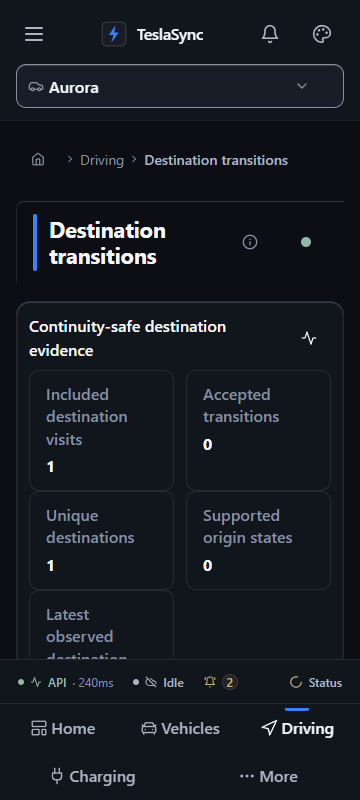 TeslaSync
Aurora
Driving
Destination transitions
Destination
transitions
Continuity-safe destination
evidence
Included
destination
visits
1
Accepted
transitions
0
Unique
destinations
1
Supported
origin states
0
Latest
observed
destination
API · 240ms
Idle
2
Status
Home
Vehicles
Driving
Charging
More